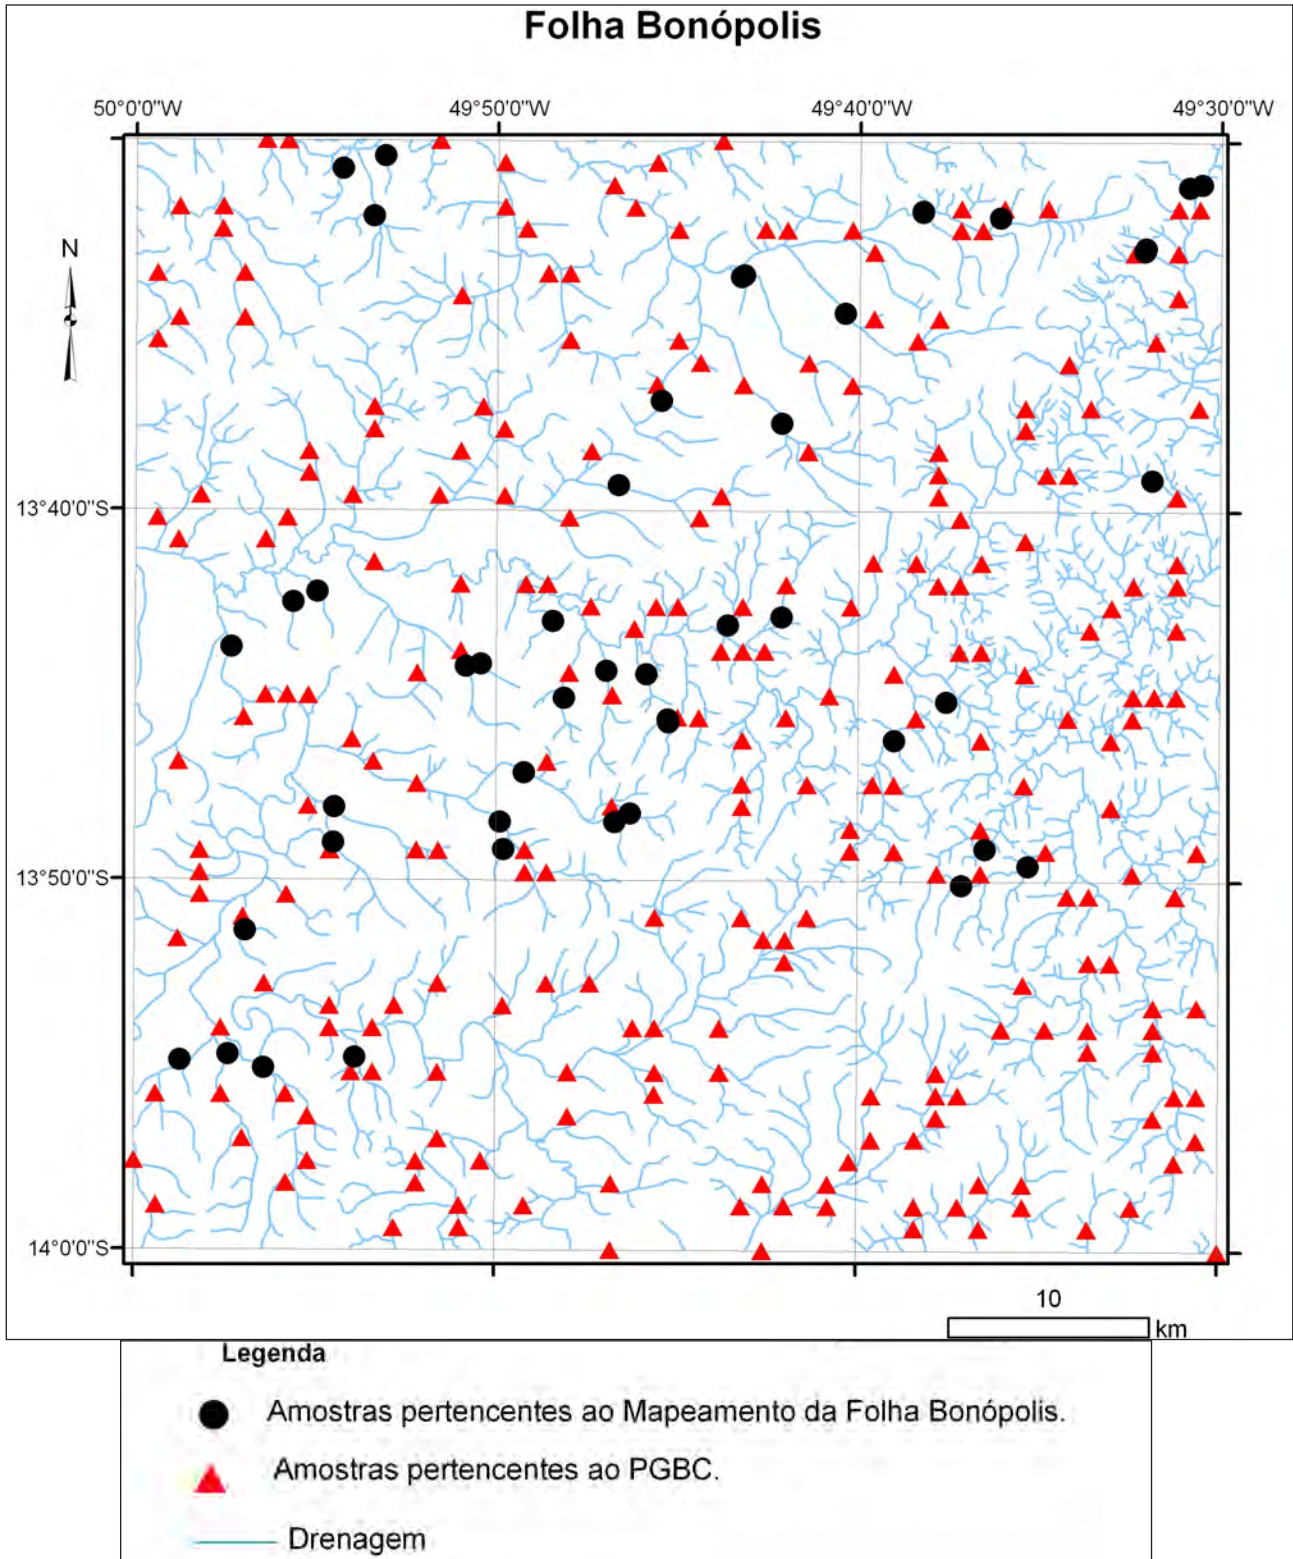 Folha Bonópolis
50°0'0"W 49°50'0"W 49°40'0"W 49°30'0"W
N
13°40'0"S
13°50'0"S
14°0'0"S
10
km
Legenda
Amostras pertencentes ao Mapeamento da Folha Bonópolis.
Amostras pertencentes ao PGBC.
Drenagem